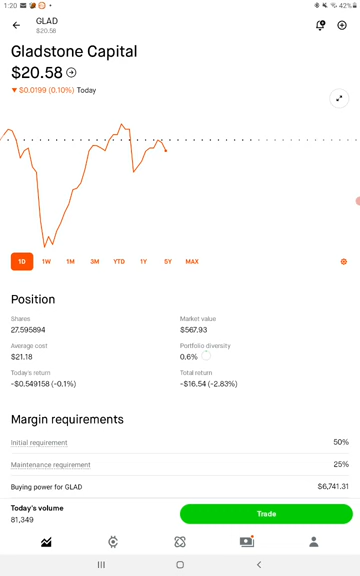 1:20
42%
GLAD
$20.56
Gladstone Capital
$20.58
▼ $0.0199 (0.10%) Today
1D 1W 1M 3M YTD 1Y 5Y MAX
Position
Shares Market value
27.595894 $567.93
Average cost Portfolio diversity
$21.18 0.6%
Today's return Total return
-$0.549158 (-0.1%) -$16.54 (-2.83%)
Margin requirements
Initial requirement 50%
Maintenance requirement 25%
Buying power for GLAD $6,741.31
Today's volume
81,349
Trade